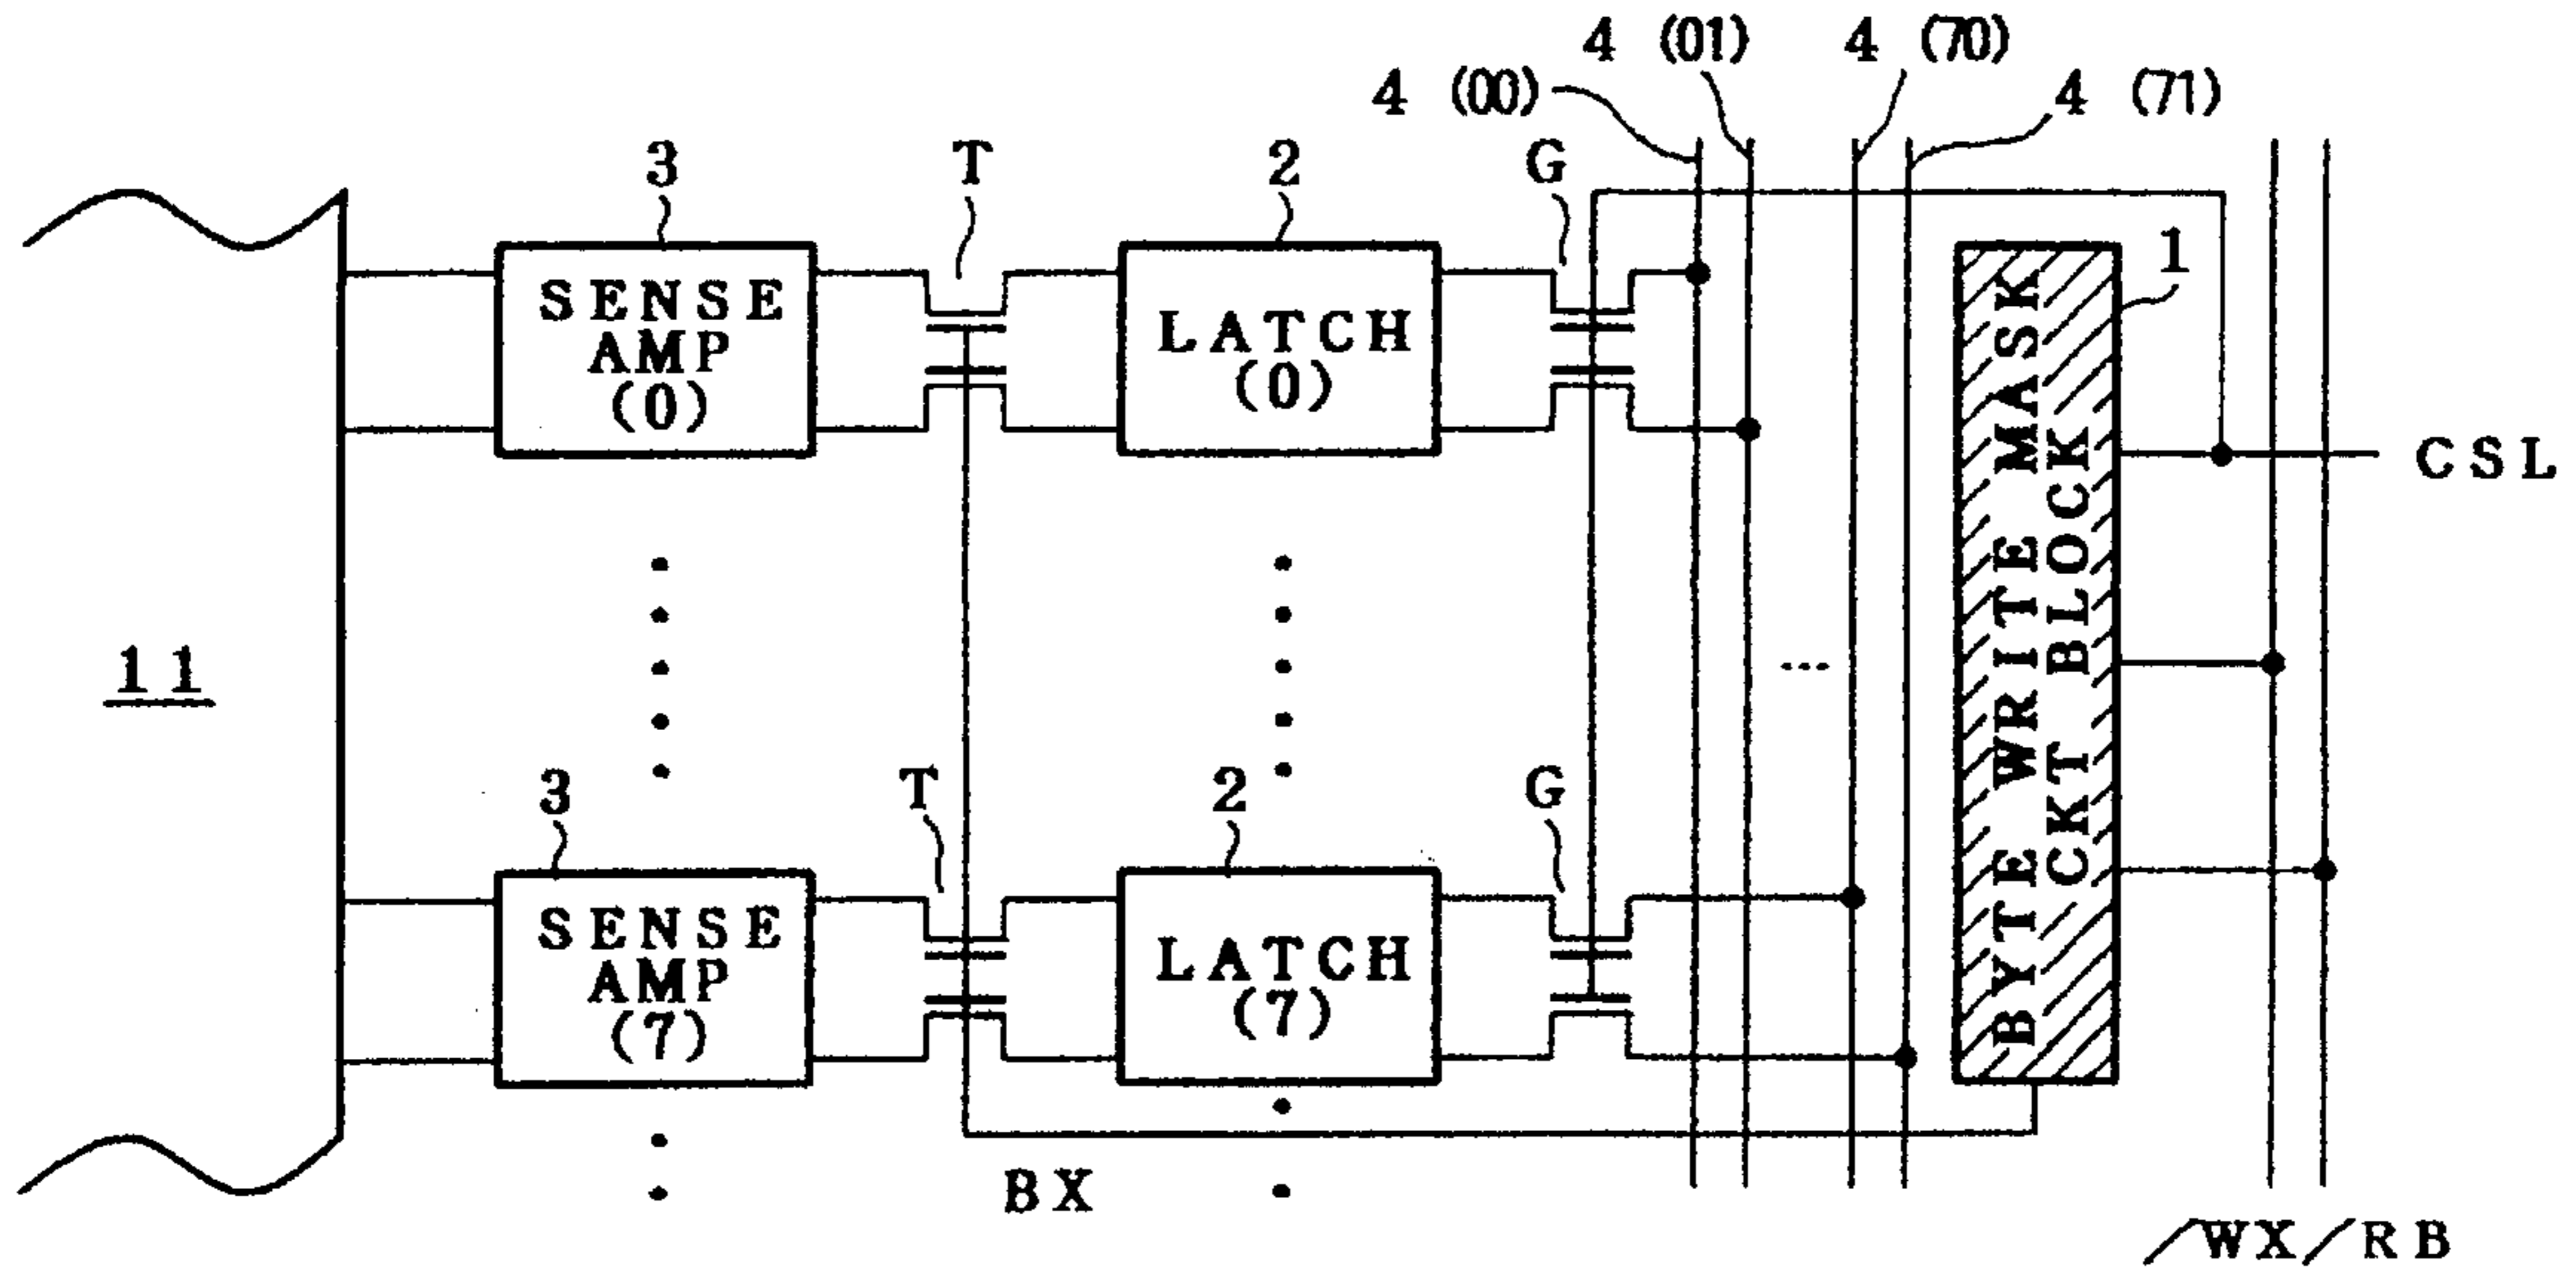 4 (01) 4 (70)
4 (00) 4 (71)
3 T 2 G
1
SENSE
AMP
(0)
LATCH
(0)
BYTE WRITE MASK
CKT BLOCK
CSL
11
3 T 2 G
SENSE
AMP
(7)
LATCH
(7)
BX
/WX/RB